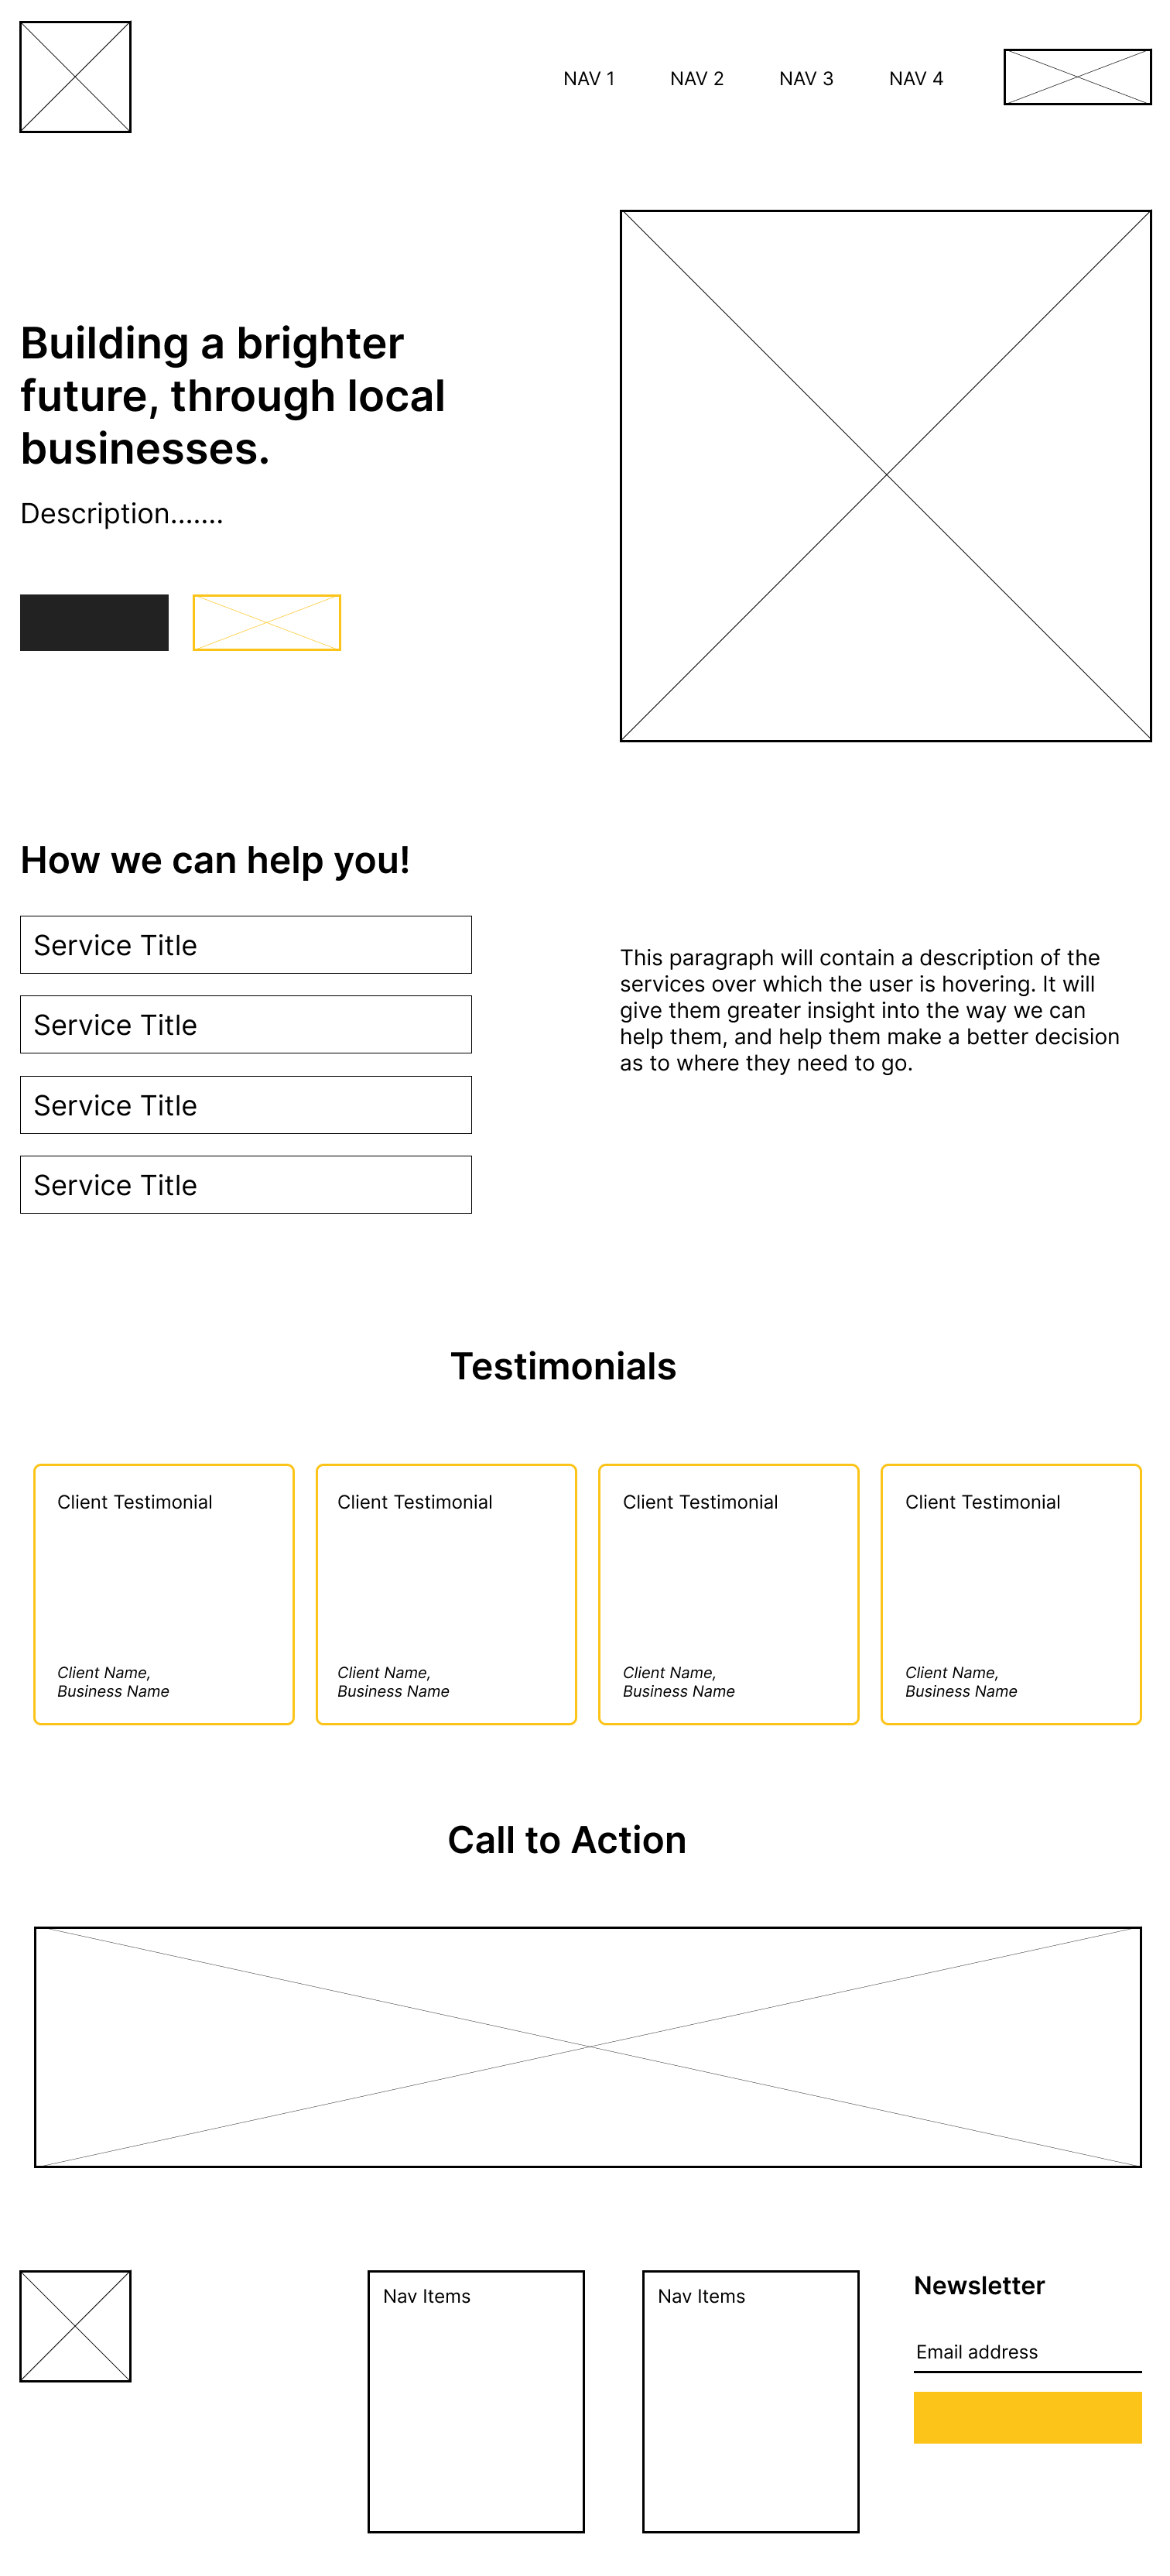 NAV 1 NAV 2 NAV 3 NAV 4
Building a brighter
future, through local
businesses.
Description.......
How we can help you!
Service Title
Service Title
Service Title
Service Title
This paragraph will contain a description of the
services over which the user is hovering. It will
give them greater insight into the way we can
help them, and help them make a better decision
as to where they need to go.
Testimonials
Client Testimonial
Client Name,
Business Name
Client Testimonial
Client Name,
Business Name
Client Testimonial
Client Name,
Business Name
Client Testimonial
Client Name,
Business Name
Call to Action
Nav Items
Nav Items
Newsletter
Email address